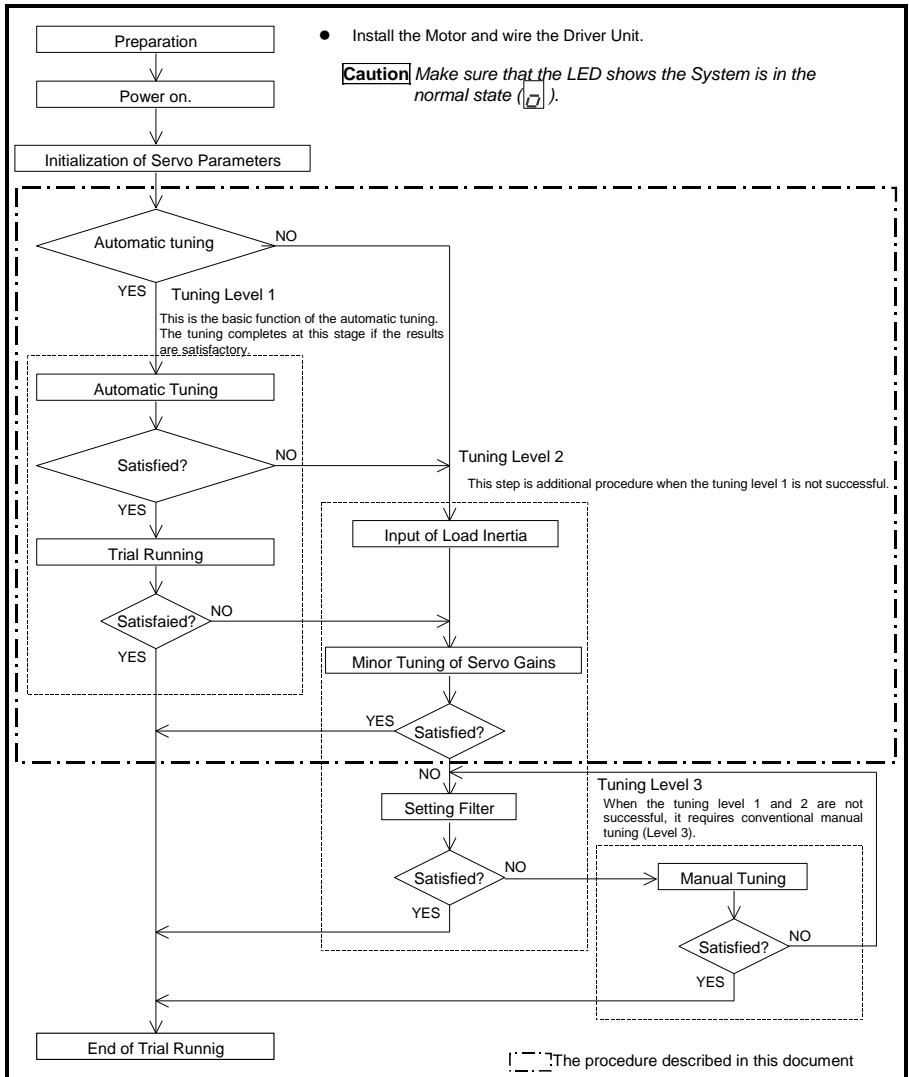 Preparation
● Install the Motor and wire the Driver Unit.
Caution Make sure that the LED shows the System is in the
normal state ( ).
Power on.
Initialization of Servo Parameters
Automatic tuning
NO
YES
Tuning Level 1
This is the basic function of the automatic tuning.
The tuning completes at this stage if the results
are satisfactory.
Automatic Tuning
Satisfied?
NO
YES
Tuning Level 2
This step is additional procedure when the tuning level 1 is not successful.
Input of Load Inertia
Trial Running
Satisfaied?
NO
YES
Minor Tuning of Servo Gains
YES
Satisfied?
NO
Tuning Level 3
When the tuning level 1 and 2 are not
successful, it requires conventional manual
tuning (Level 3).
Setting Filter
Satisfied?
NO
YES
Manual Tuning
Satisfied?
NO
YES
End of Trial Runnig
The procedure described in this document